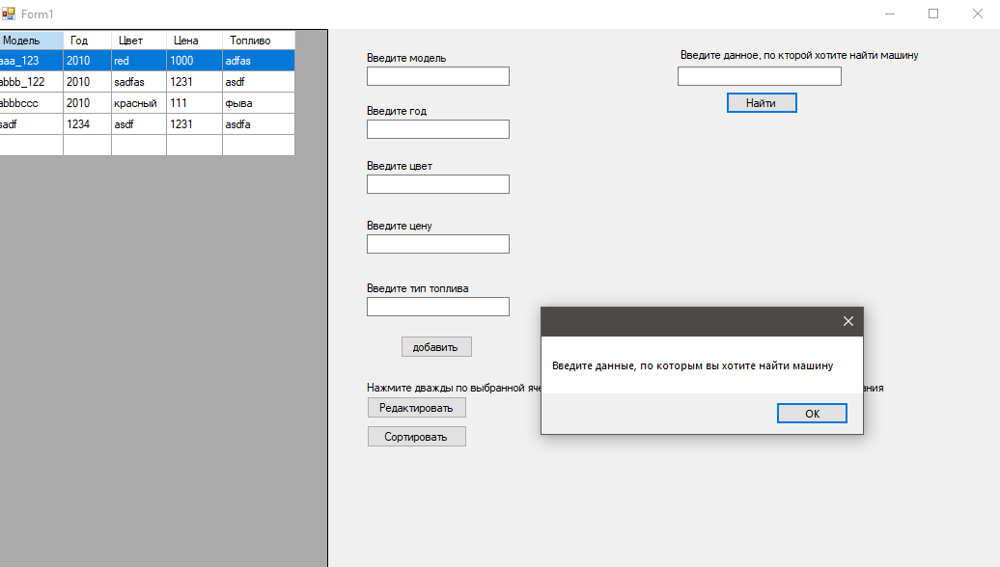 Form1
Модель Год Цвет Цена Топливо
aaa_123 2010 red 1000 adfas
abbb_122 2010 sadfas 1231 asdf
abbbccc 2010 красный 111 фыва
sadf 1234 asdf 1231 asdfa
Введите модель
Введите год
Введите цвет
Введите цену
Введите тип топлива
добавить
Нажмите дважды по выбранной
Редактировать
Сортировать
Введите данное, по которой хотите найти машину
Найти
Введите данные, по которым вы хотите найти машину
OK